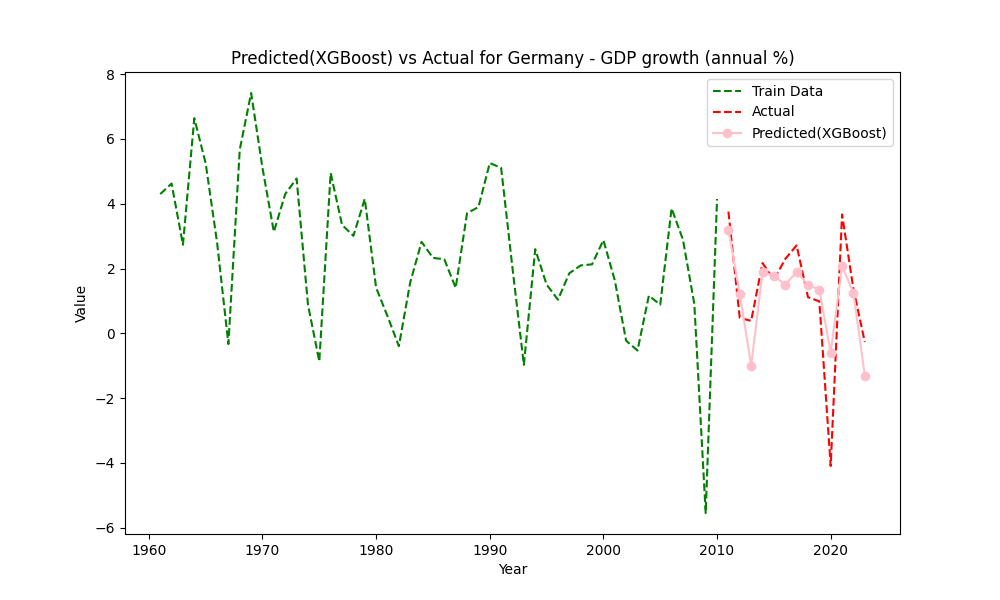 Predicted(XGBoost) vs Actual for Germany - GDP growth (annual %)
Train Data
Actual
Predicted(XGBoost)
8
6
4
2
0
−2
−4
−6
Value
1960 1970 1980 1990 2000 2010 2020
Year